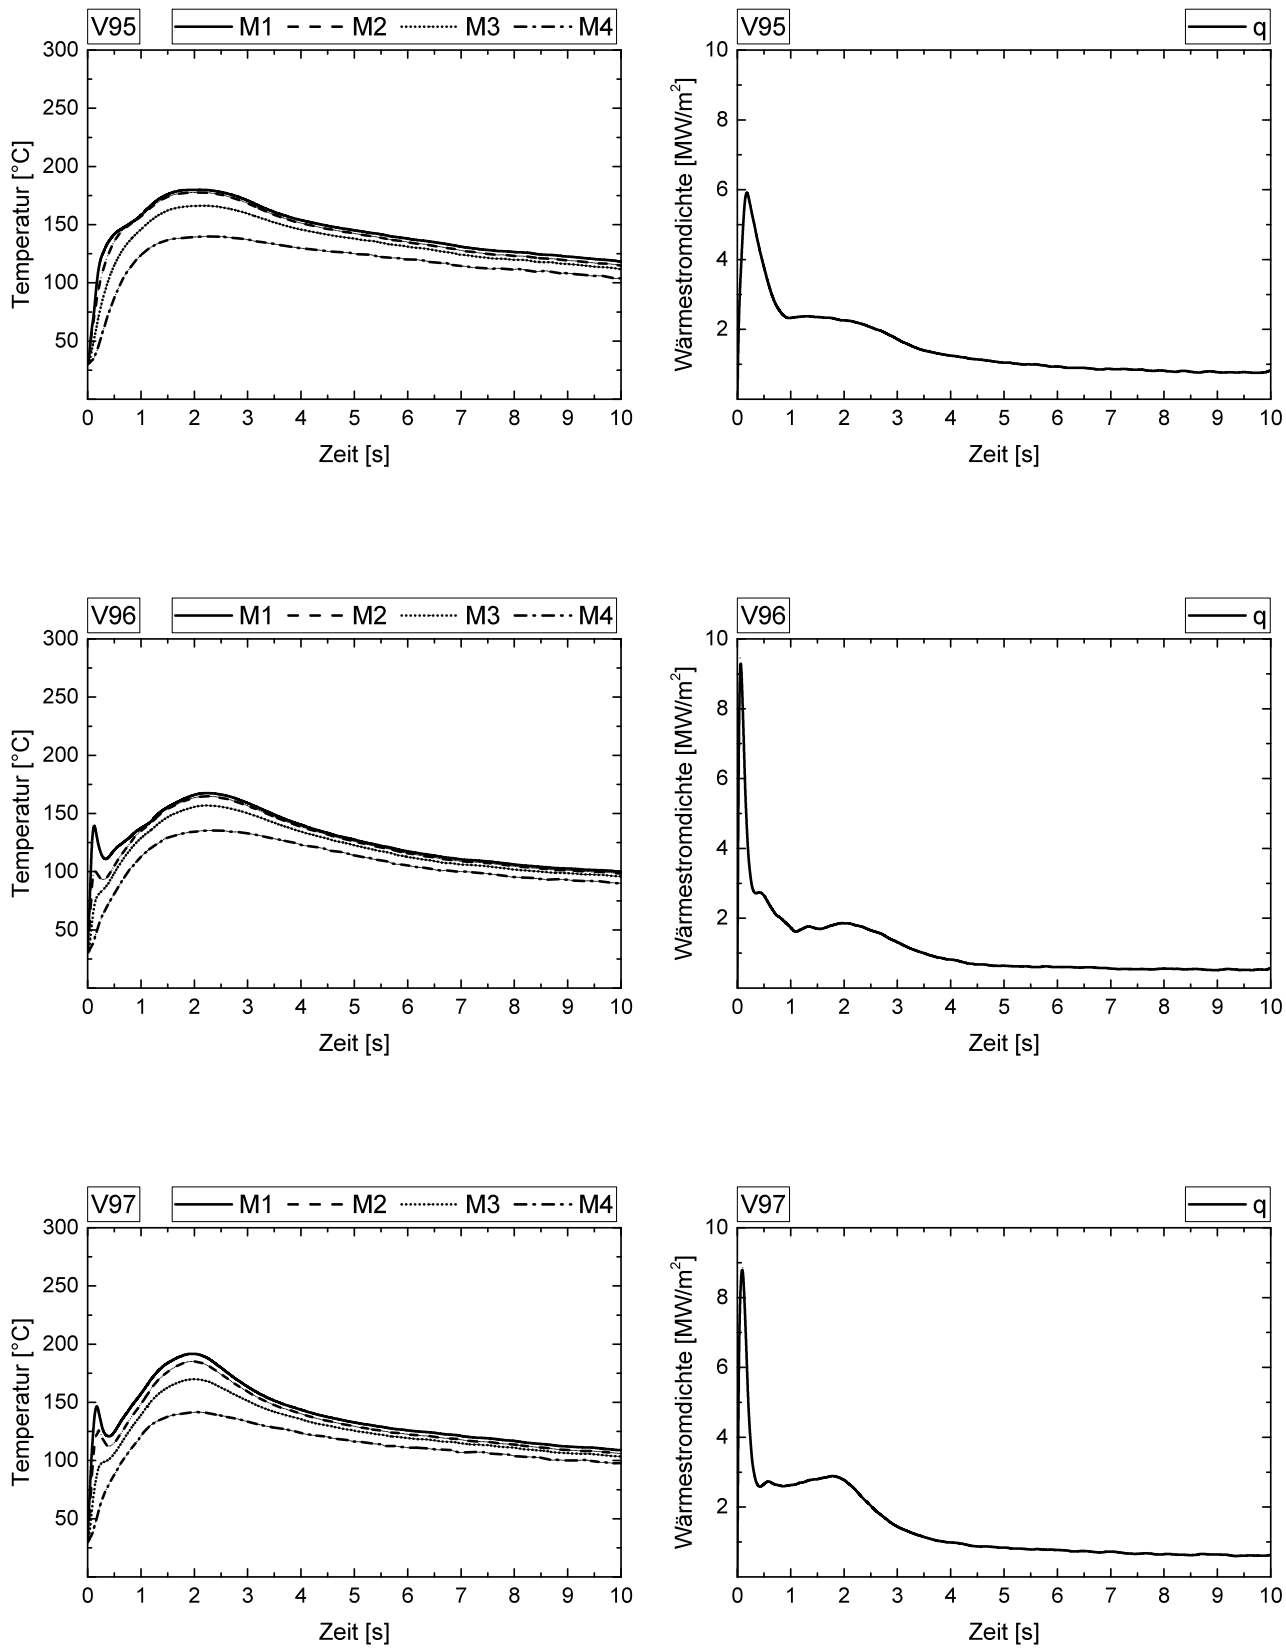 V95 M1 M2 M3 M4
300
250
200
150
100
50
Temperatur [°C]
0 1 2 3 4 5 6 7 8 9 10
Zeit [s]
V95 q
10
8
6
4
2
Wärmestromdichte [MW/m²]
0 1 2 3 4 5 6 7 8 9 10
Zeit [s]
V96 M1 M2 M3 M4
300
250
200
150
100
50
Temperatur [°C]
0 1 2 3 4 5 6 7 8 9 10
Zeit [s]
V96 q
10
8
6
4
2
Wärmestromdichte [MW/m²]
0 1 2 3 4 5 6 7 8 9 10
Zeit [s]
V97 M1 M2 M3 M4
300
250
200
150
100
50
Temperatur [°C]
0 1 2 3 4 5 6 7 8 9 10
Zeit [s]
V97 q
10
8
6
4
2
Wärmestromdichte [MW/m²]
0 1 2 3 4 5 6 7 8 9 10
Zeit [s]